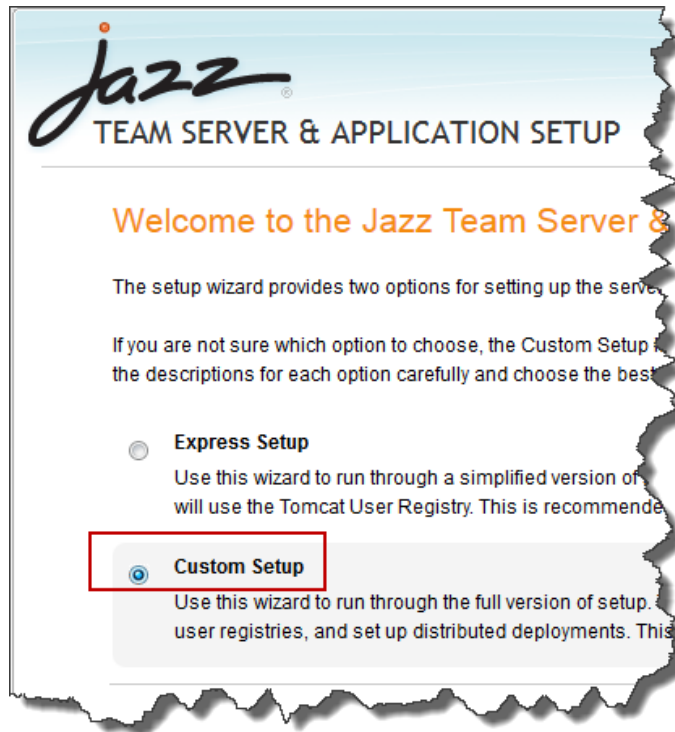 jazz ®
TEAM SERVER & APPLICATION SETUP
Welcome to the Jazz Team Server &
The setup wizard provides two options for setting up the
If you are not sure which option to choose, the Custom Setup
the descriptions for each option carefully and choose the best
Express Setup
Use this wizard to run through a simplified version of
will use the Tomcat User Registry. This is
Custom Setup
Use this wizard to run through the full version of setup.
user registries, and set up distributed deployments. This